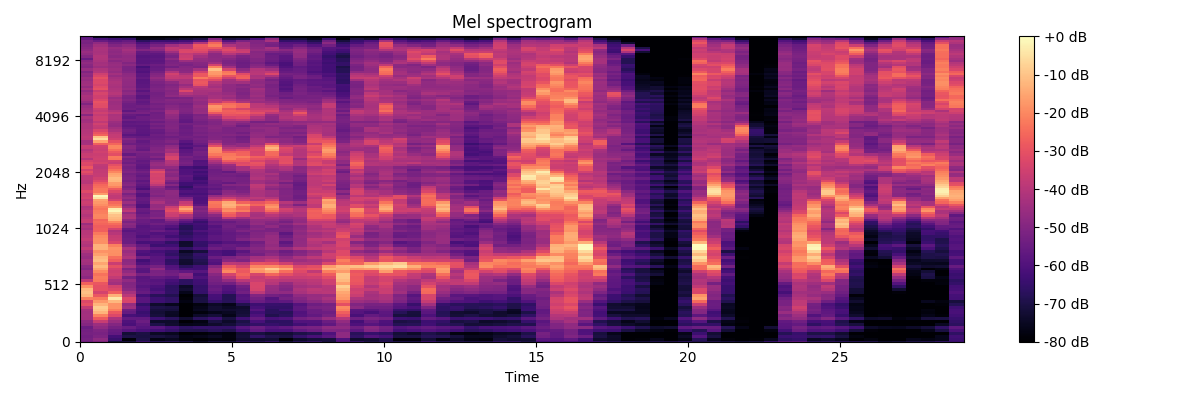 Mel spectrogram
Hz
8192
4096
2048
1024
512
0
0 5 10 15 20 25
Time
+0 dB
-10 dB
-20 dB
-30 dB
-40 dB
-50 dB
-60 dB
-70 dB
-80 dB